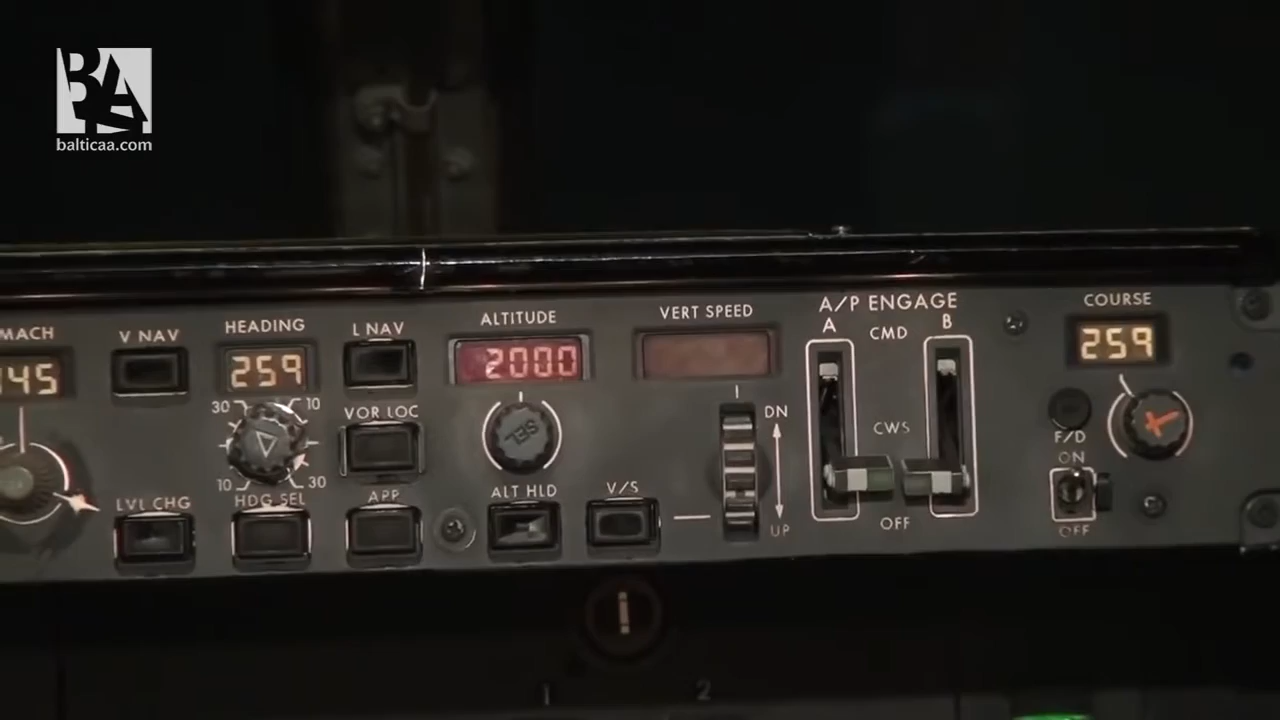 BA
balticaa.com
MACH
V NAV
HEADING
L NAV
ALTITUDE
VERT SPEED
A/P ENGAGE
A
CMD
B
COURSE
145
259
2000
259
30
10
VOR LOC
SEL
DN
CWS
F/D
ON
10
30
LVL CHG
HDG SEL
APP
ALT HLD
V/S
UP
OFF
OFF
1
2